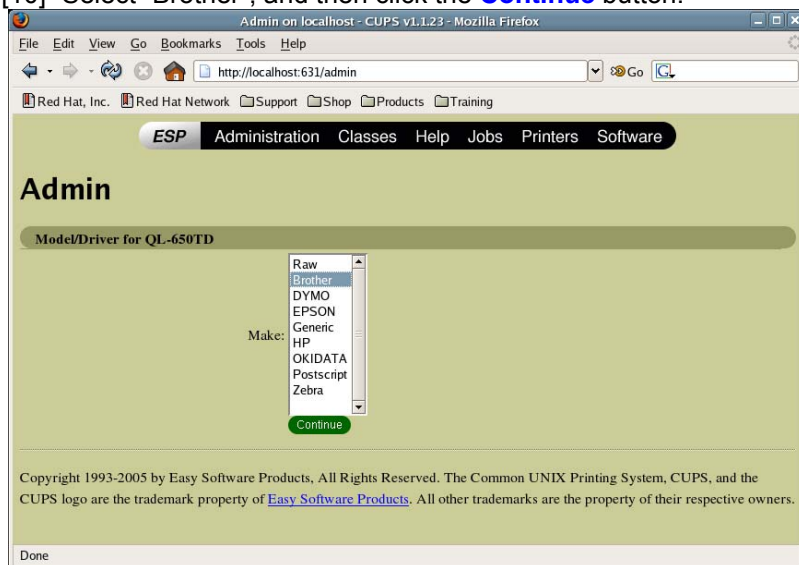 [10] Select "Brother", and then click the Continue button.
Admin on localhost - CUPS v1.1.23 - Mozilla Firefox
File Edit View Go Bookmarks Tools Help
http://localhost:631/admin Go G
Red Hat, Inc. Red Hat Network Support Shop Products Training
ESP Administration Classes Help Jobs Printers Software
Admin
Model/Driver for QL-650TD
Make:
Raw
Brother
DYMO
EPSON
Generic
HP
OKIDATA
Postscript
Zebra
Continue
Copyright 1993-2005 by Easy Software Products, All Rights Reserved. The Common UNIX Printing System, CUPS, and the
CUPS logo are the trademark property of Easy Software Products. All other trademarks are the property of their respective owners.
Done